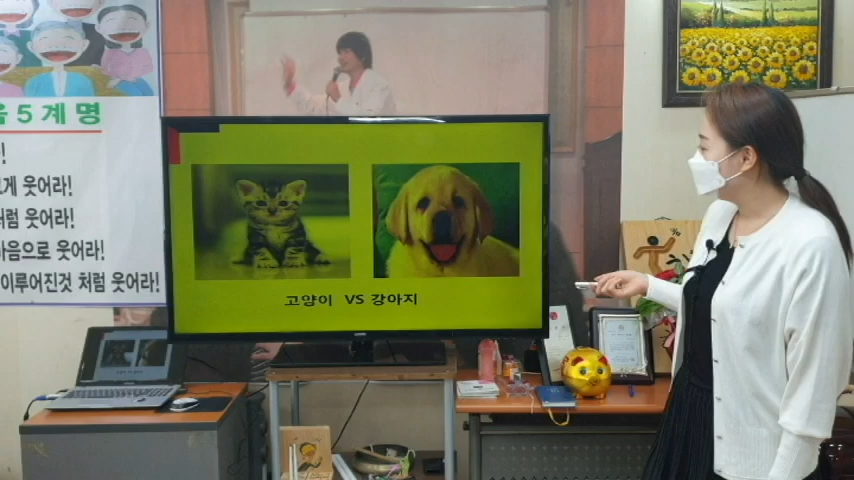 음 5 계 명
!
게 웃어라!
처럼 웃어라!
마음으로 웃어라!
이루어진것 처럼 웃어라!
고양이 VS 강아지